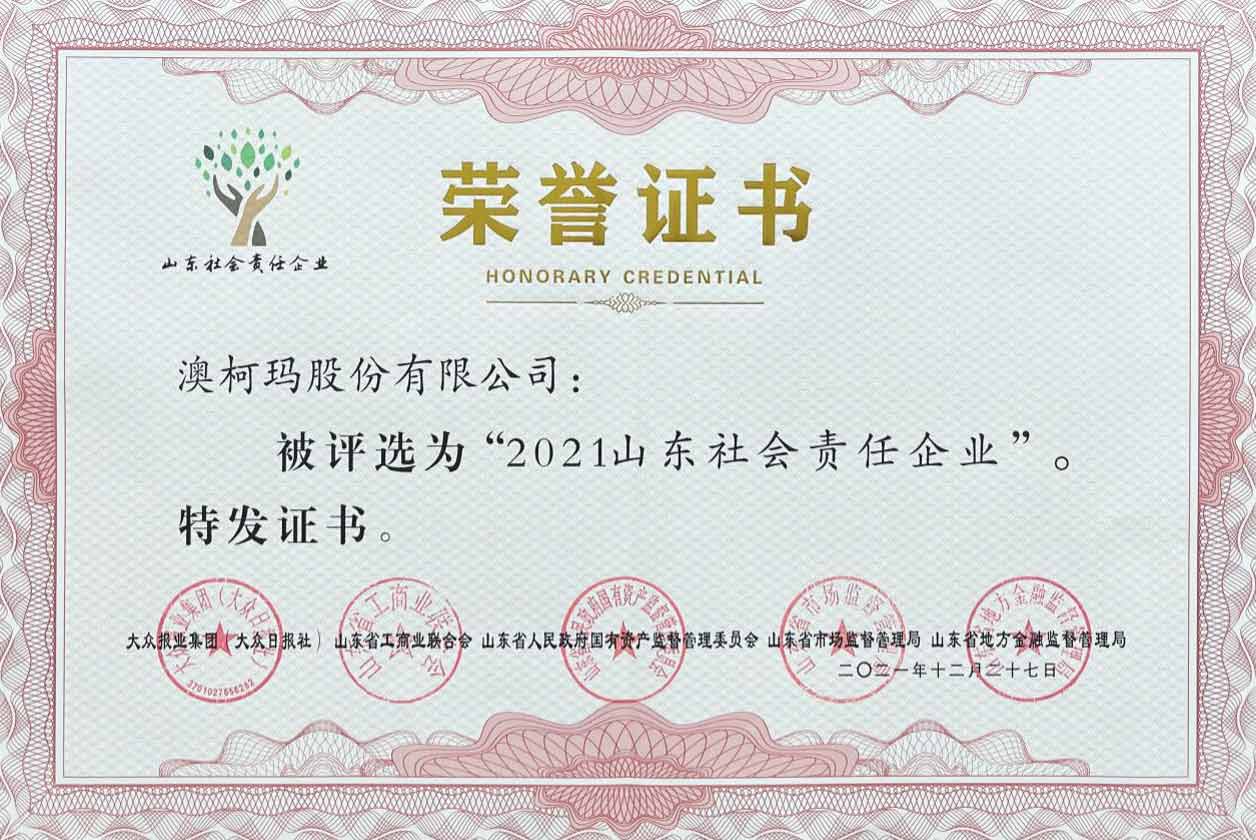 荣誉证书
HONORARY CREDENTIAL
山东社会责任企业
澳柯玛股份有限公司:
被评选为“2021山东社会责任企业”。
特发证书。
大众报业集团(大众日报社) 山东省工商业联合会 山东省人民政府国有资产监督管理委员会 山东省市场监督管理局 山东省地方金融监督管理局
二〇二一年十二月二十七日